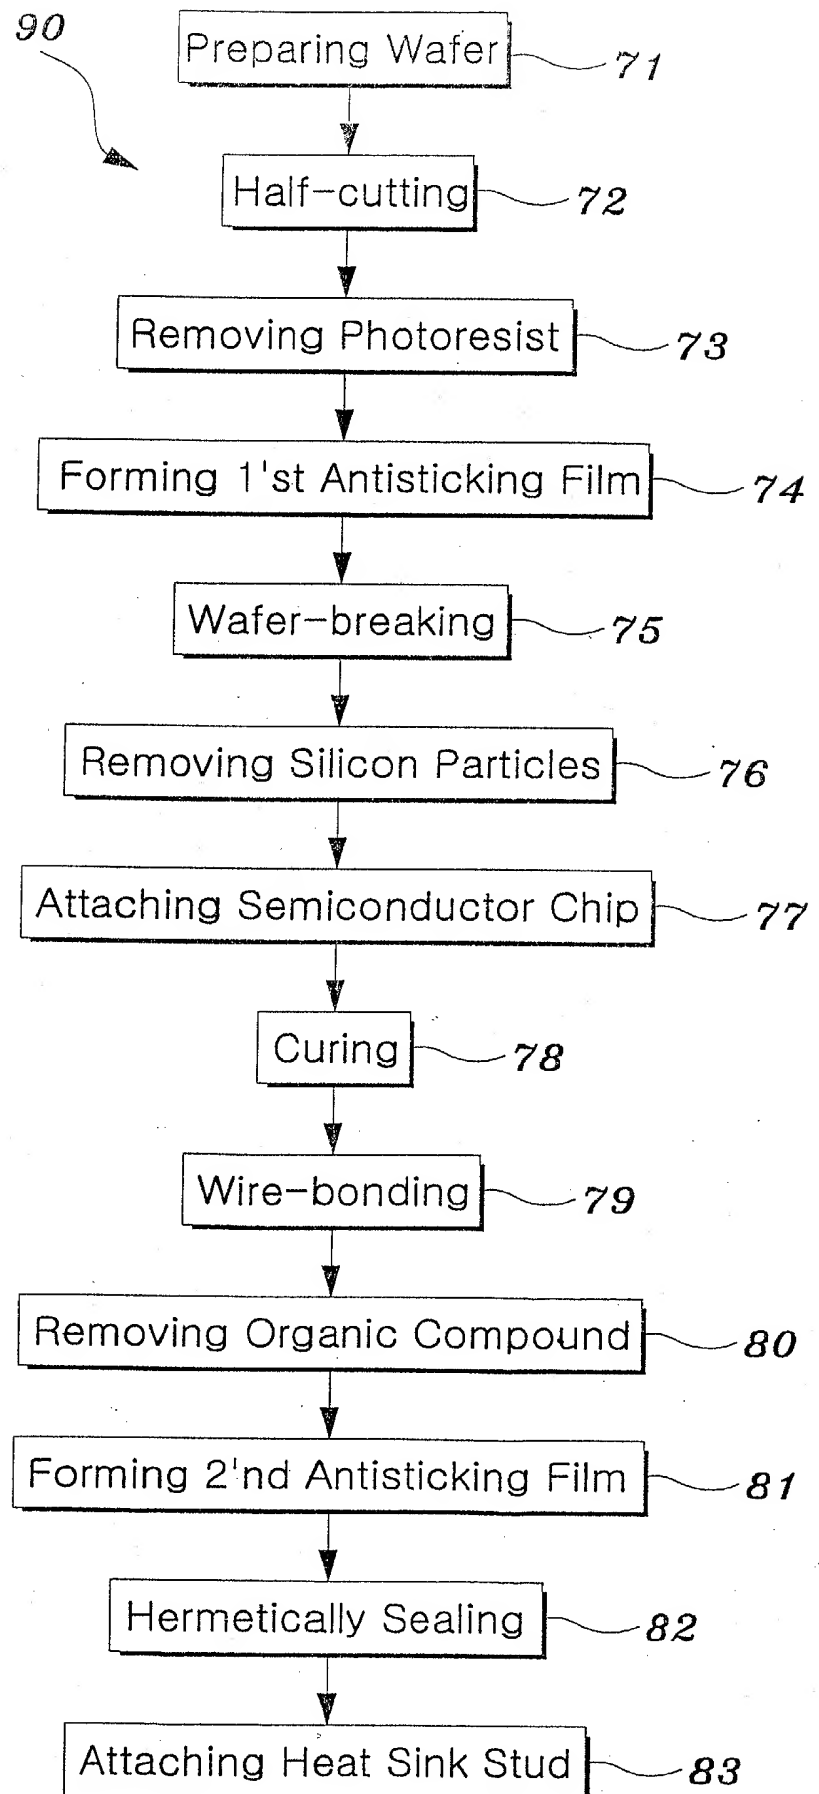 90
Preparing Wafer 71
Half-cutting 72
Removing Photoresist 73
Forming 1'st Antisticking Film 74
Wafer-breaking 75
Removing Silicon Particles 76
Attaching Semiconductor Chip 77
Curing 78
Wire-bonding 79
Removing Organic Compound 80
Forming 2'nd Antisticking Film 81
Hermetically Sealing 82
Attaching Heat Sink Stud 83